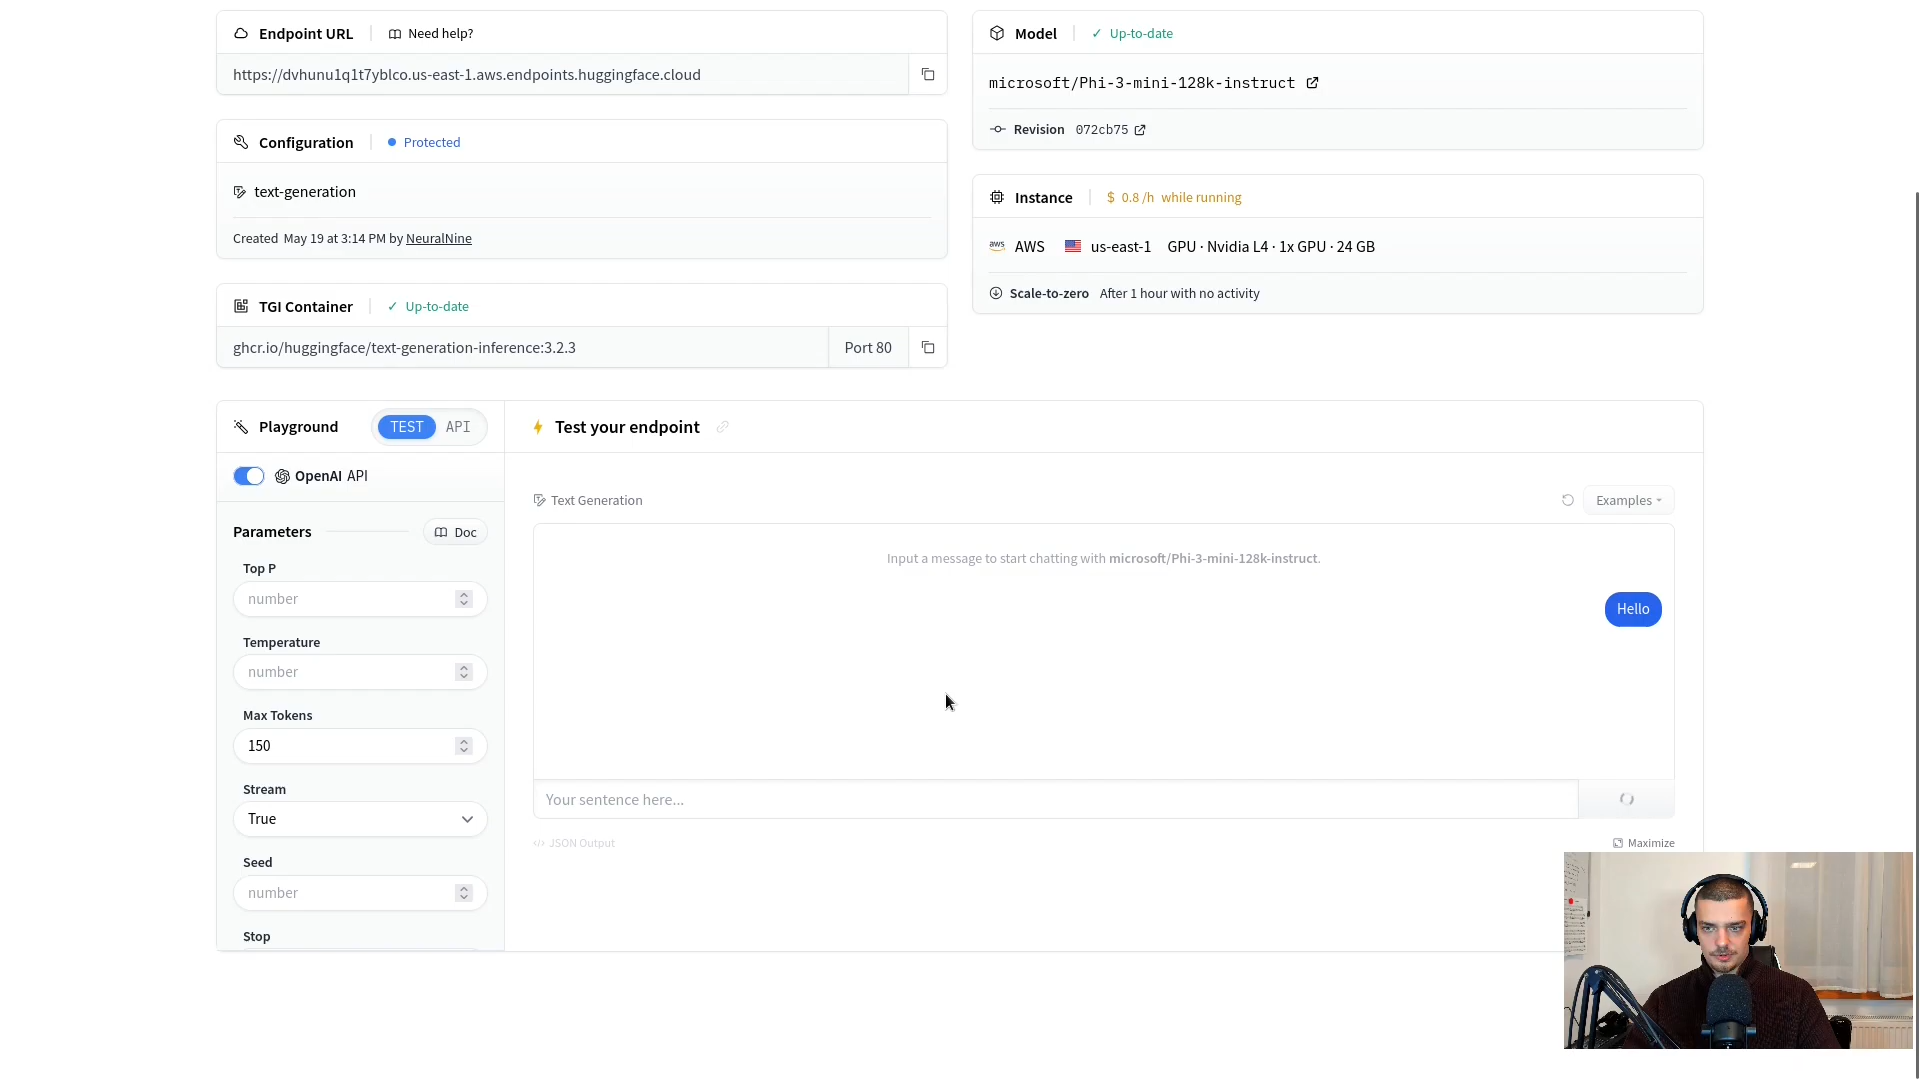 Endpoint URL
Need help?
https://dvhunu1q1t7yblco.us-east-1.aws.endpoints.huggingface.cloud
Configuration
Protected
text-generation
Created May 19 at 3:14 PM by NeuralNine
TGI Container
✓ Up-to-date
ghcr.io/huggingface/text-generation-inference:3.2.3
Port 80
Model
✓ Up-to-date
microsoft/Phi-3-mini-128k-instruct
Revision 072cb75
Instance
$ 0.8 /h while running
aws AWS us-east-1 GPU · Nvidia L4 · 1x GPU · 24 GB
Scale-to-zero After 1 hour with no activity
Playground
TEST API
OpenAI API
Parameters
Doc
Top P
number
Temperature
number
Max Tokens
150
Stream
True
Seed
number
Stop
Test your endpoint
Text Generation
Examples
Input a message to start chatting with microsoft/Phi-3-mini-128k-instruct.
Hello
Your sentence here...
</> JSON Output
Maximize